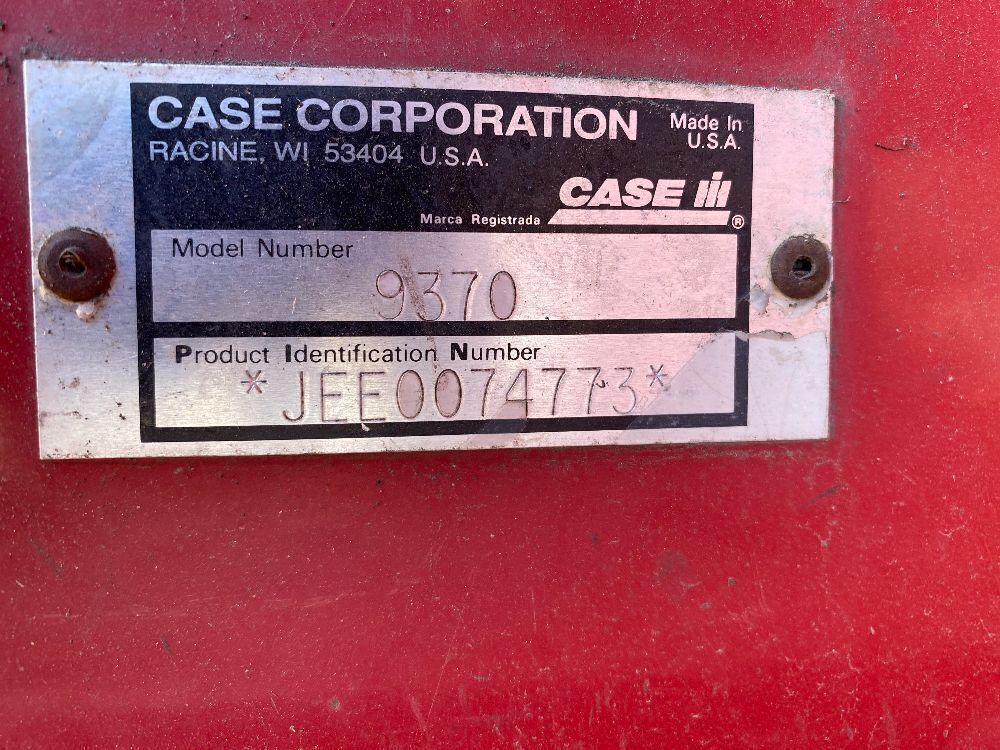 CASE CORPORATION
Made In
U.S.A.
RACINE, WI 53404 U.S.A.
CASE IH
Marca Registrada ®
Model Number
9370
Product Identification Number
*JEE0074773*